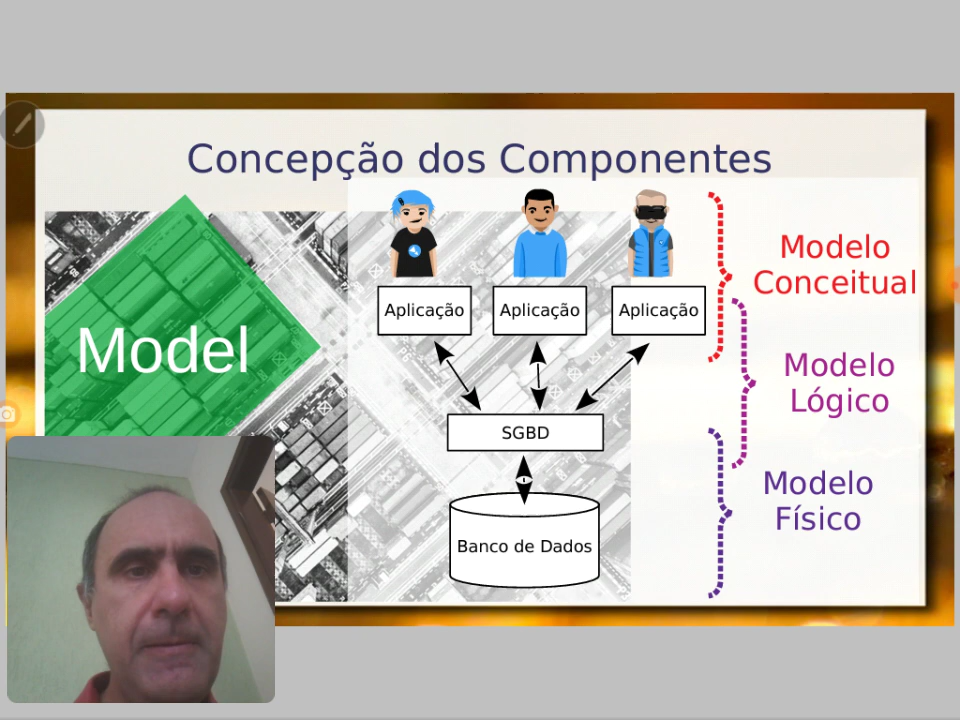 Concepção dos Componentes
Model
Aplicação
Aplicação
Aplicação
SGBD
Banco de Dados
Modelo
Conceitual
Modelo
Lógico
Modelo
Físico